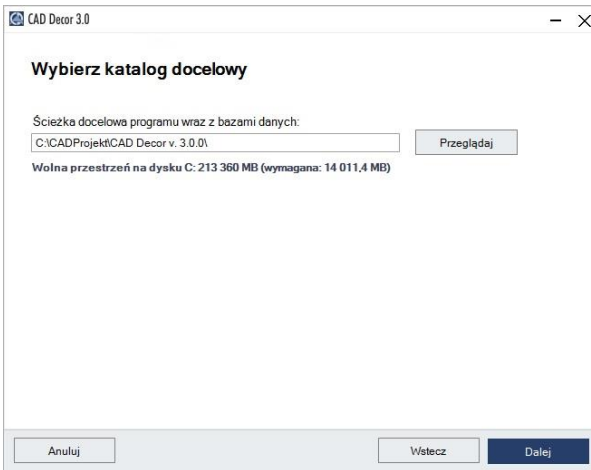 CAD Decor 3.0
Wybierz katalog docelowy
Ścieżka docelowa programu wraz z bazami danych:
C:\CADProjekt\CAD Decor v. 3.0.0\
Przeglądaj
Wolna przestrzeń na dysku C: 213 360 MB (wymagana: 14 011,4 MB)
Anuluj
Wstecz
Dalej